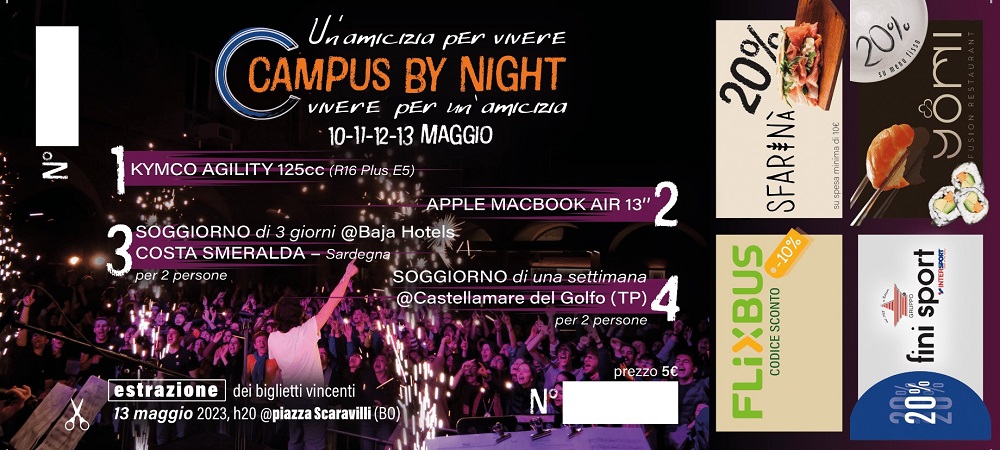 Un'amicizia per vivere
CAMPUS BY NIGHT
vivere per un'amicizia
10-11-12-13 MAGGIO
N°
1
KYMCO AGILITY 125cc (R16 Plus E5)
APPLE MACBOOK AIR 13"
2
3
SOGGIORNO di 3 giorni @Baja Hotels
COSTA SMERALDA – Sardegna
per 2 persone
SOGGIORNO di una settimana
@Castellamare del Golfo (TP)
4
per 2 persone
prezzo 5€
estrazione dei biglietti vincenti
13 maggio 2023, h20 @piazza Scaravilli (BO)
N°
20%
SFARINÀ
su spesa minima di 10€
20%
su menu fisso
yômi
FUSION RESTAURANT
FLiXBUS
CODICE SCONTO
-10%
GRUPPO
fini sport
INTERSPORT
20%
20%
20%